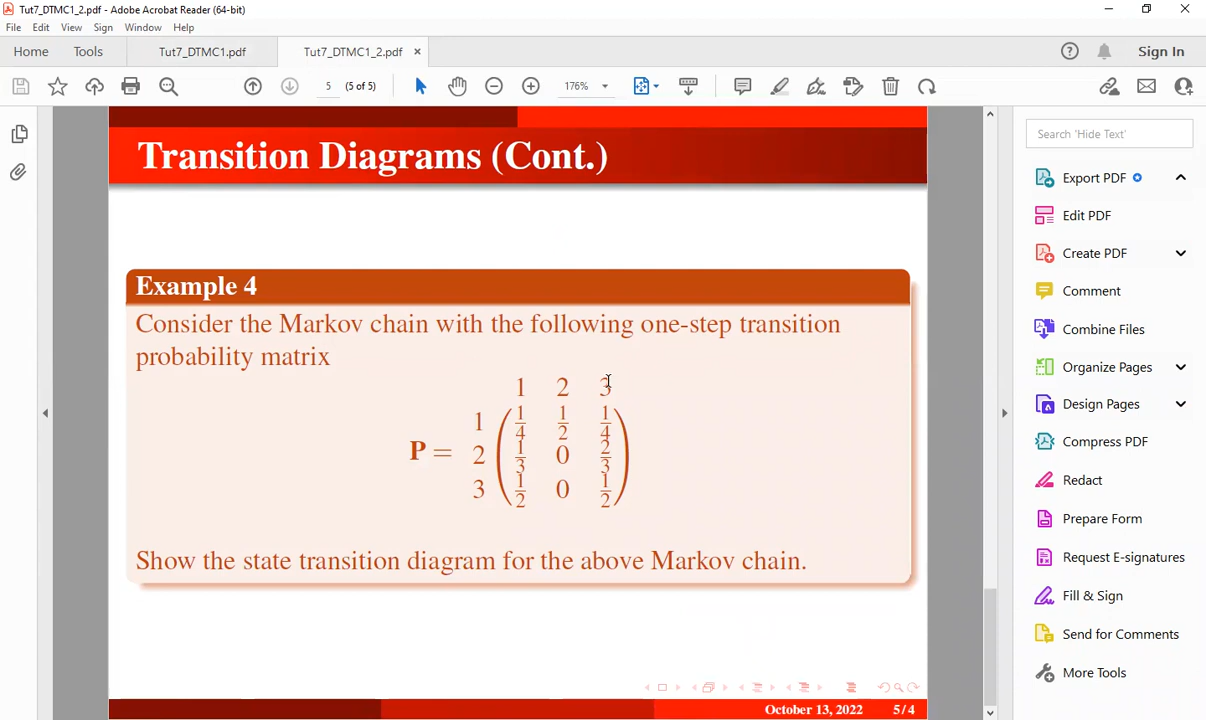 Tut7_DTMC1_2.pdf - Adobe Acrobat Reader (64-bit)
File Edit View Sign Window Help
Home Tools Tut7_DTMC1.pdf Tut7_DTMC1_2.pdf × Sign In
5 (5 of 5) 176%
Transition Diagrams (Cont.)
Search 'Hide Text'
Export PDF
Edit PDF
Create PDF
Comment
Combine Files
Organize Pages
Design Pages
Compress PDF
Redact
Prepare Form
Request E-signatures
Fill & Sign
Send for Comments
More Tools
Example 4
Consider the Markov chain with the following one-step transition
probability matrix
1 2 3
1 1/4 1/2 1/4
P = 2 1/3 0 2/3
3 1/2 0 1/2
Show the state transition diagram for the above Markov chain.
October 13, 2022 5/4